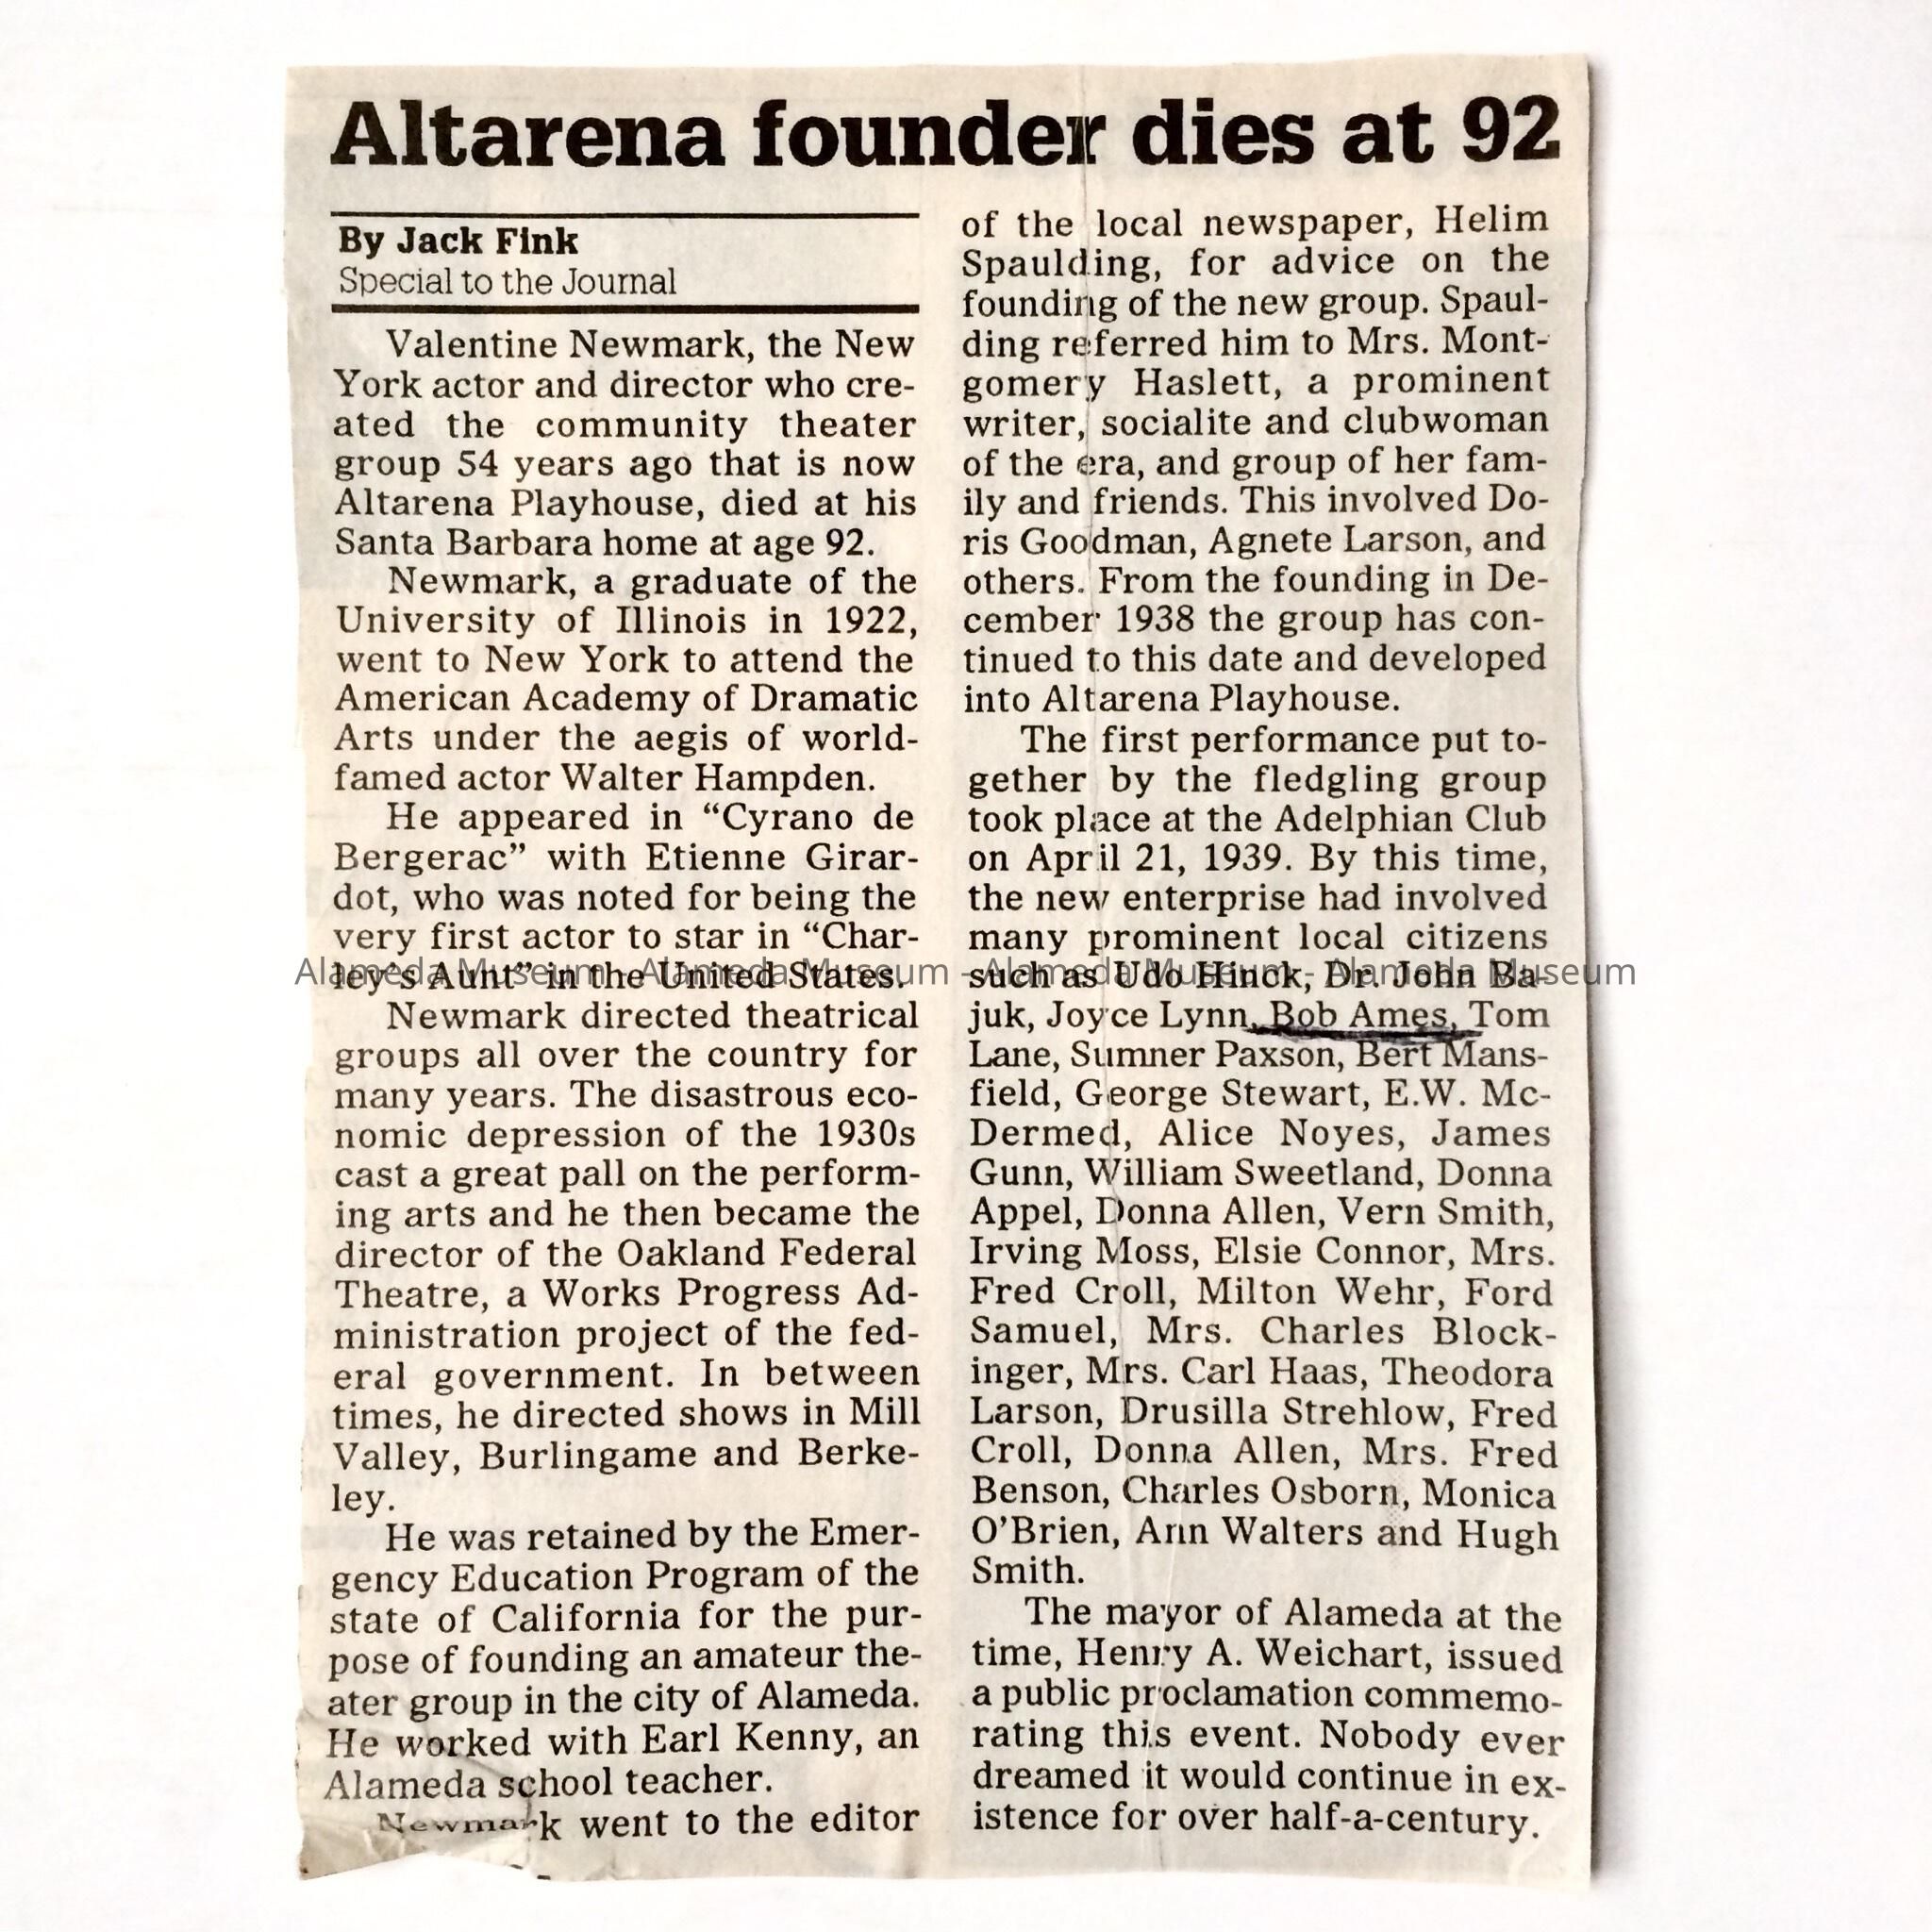 Altarena founder dies at 92
By Jack Fink
Special to the Journal
Valentine Newmark, the New
York actor and director who cre-
ated the community theater
group 54 years ago that is now
Altarena Playhouse, died at his
Santa Barbara home at age 92.
Newmark, a graduate of the
University of Illinois in 1922,
went to New York to attend the
American Academy of Dramatic
Arts under the aegis of world-
famed actor Walter Hampden.
He appeared in “Cyrano de
Bergerac” with Etienne Girar-
dot, who was noted for being the
very first actor to star in “Char-
ley’s Aunt” in the United States.
Newmark directed theatrical
groups all over the country for
many years. The disastrous eco-
nomic depression of the 1930s
cast a great pall on the perform-
ing arts and he then became the
director of the Oakland Federal
Theatre, a Works Progress Ad-
ministration project of the fed-
eral government. In between
times, he directed shows in Mill
Valley, Burlingame and Berke-
ley.
He was retained by the Emer-
gency Education Program of the
state of California for the pur-
pose of founding an amateur the-
ater group in the city of Alameda.
He worked with Earl Kenny, an
Alameda school teacher.
Newmark went to the editor
of the local newspaper, Helim
Spaulding, for advice on the
founding of the new group. Spaul-
ding referred him to Mrs. Mont-
gomery Haslett, a prominent
writer, socialite and clubwoman
of the era, and group of her fam-
ily and friends. This involved Do-
ris Goodman, Agnete Larson, and
others. From the founding in De-
cember 1938 the group has con-
tinued to this date and developed
into Altarena Playhouse.
The first performance put to-
gether by the fledgling group
took place at the Adelphian Club
on April 21, 1939. By this time,
the new enterprise had involved
many prominent local citizens
such as Udo Hinck, Dr. John Ba-
juk, Joyce Lynn, Bob Ames, Tom
Lane, Sumner Paxson, Bert Mans-
field, George Stewart, E.W. Mc-
Dermed, Alice Noyes, James
Gunn, William Sweetland, Donna
Appel, Donna Allen, Vern Smith,
Irving Moss, Elsie Connor, Mrs.
Fred Croll, Milton Wehr, Ford
Samuel, Mrs. Charles Block-
inger, Mrs. Carl Haas, Theodora
Larson, Drusilla Strehlow, Fred
Croll, Donna Allen, Mrs. Fred
Benson, Charles Osborn, Monica
O’Brien, Ann Walters and Hugh
Smith.
The mayor of Alameda at the
time, Henry A. Weichart, issued
a public proclamation commemo-
rating this event. Nobody ever
dreamed it would continue in ex-
istence for over half-a-century.
Alameda Museum - Alameda Museum - Alameda Museum - Alameda Museum